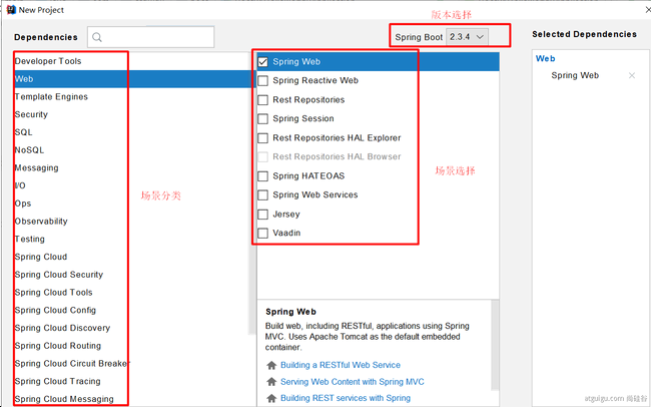 New Project
版本选择
Dependencies
Spring Boot 2.3.4
Selected Dependencies
Developer Tools
Web
Template Engines
Security
SQL
NoSQL
Messaging
I/O
Ops
Observability
Testing
Spring Cloud
Spring Cloud Security
Spring Cloud Tools
Spring Cloud Config
Spring Cloud Discovery
Spring Cloud Routing
Spring Cloud Circuit Breaker
Spring Cloud Tracing
Spring Cloud Messaging
场景分类
Spring Web
Spring Reactive Web
Rest Repositories
Spring Session
Rest Repositories HAL Explorer
Rest Repositories HAL Browser
Spring HATEOAS
Spring Web Services
Jersey
Vaadin
场景选择
Spring Web
Build web, including RESTful, applications using Spring
MVC. Uses Apache Tomcat as the default embedded
container.
Building a RESTful Web Service
Serving Web Content with Spring MVC
Building REST services with Spring
Web
Spring Web
atguigu.com 尚硅谷